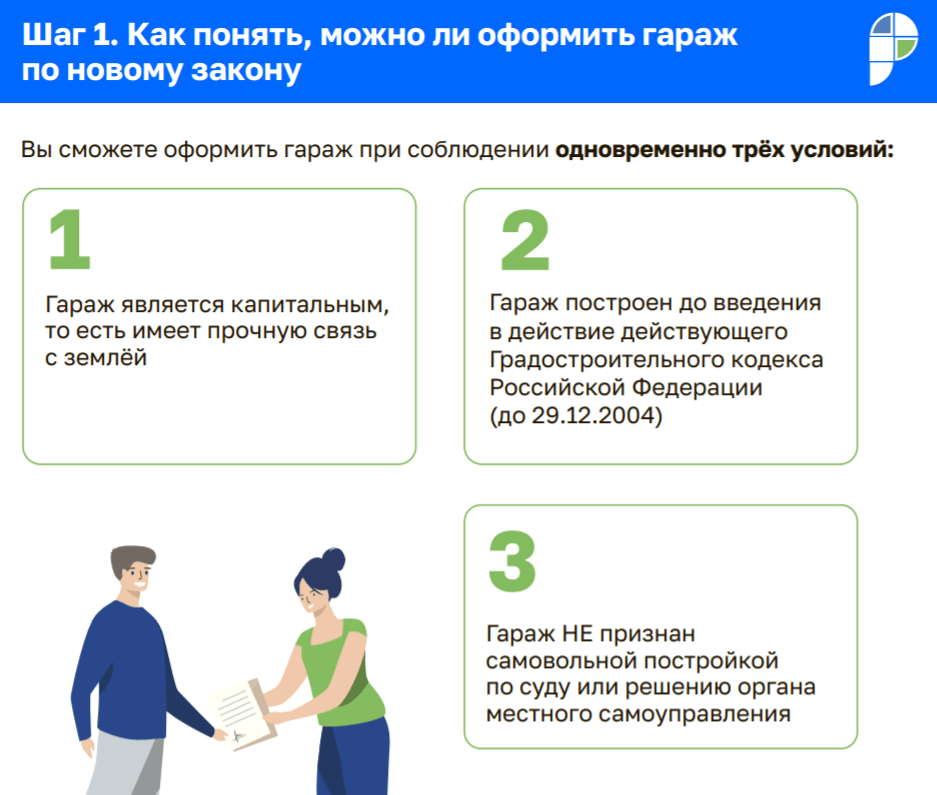 Шаг 1. Как понять, можно ли оформить гараж
по новому закону
Вы сможете оформить гараж при соблюдении одновременно трёх условий:
1
Гараж является капитальным,
то есть имеет прочную связь
с землёй
2
Гараж построен до введения
в действие действующего
Градостроительного кодекса
Российской Федерации
(до 29.12.2004)
3
Гараж НЕ признан
самовольной постройкой
по суду или решению органа
местного самоуправления